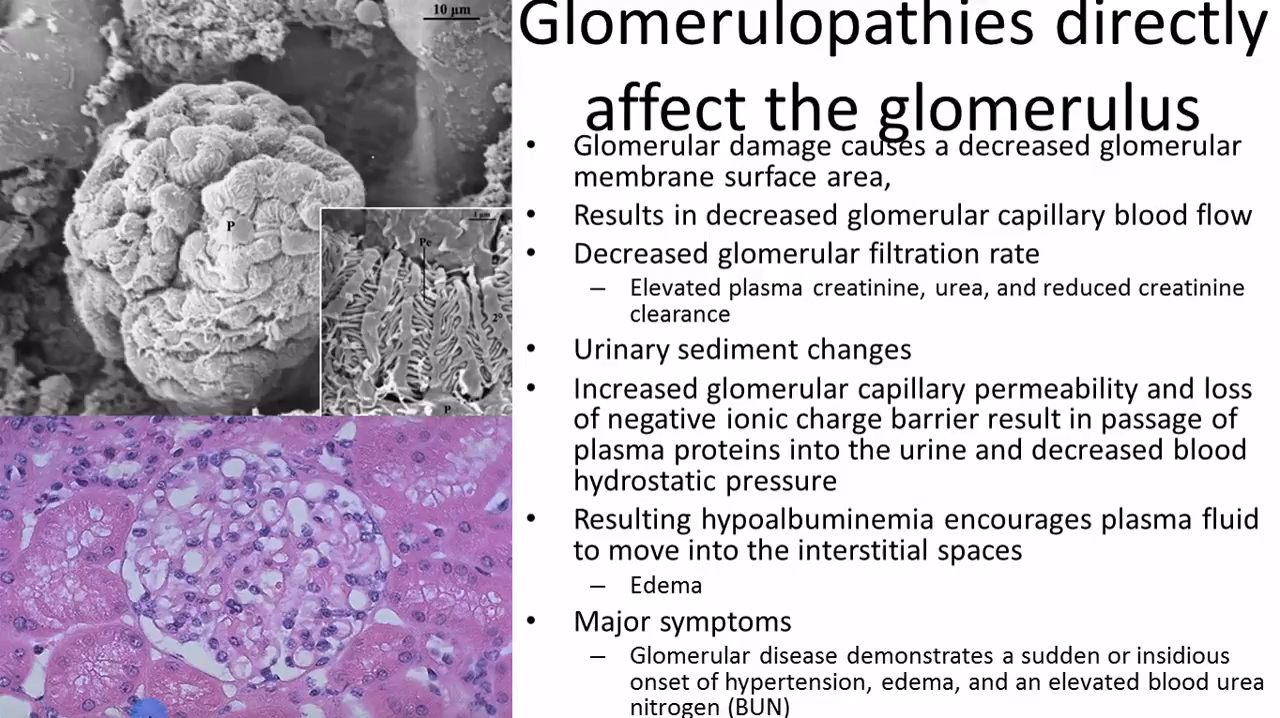 10 µm
P
1 µm
Pe
2°
P
Glomerulopathies directly
affect the glomerulus
• Glomerular damage causes a decreased glomerular
membrane surface area,
• Results in decreased glomerular capillary blood flow
• Decreased glomerular filtration rate
– Elevated plasma creatinine, urea, and reduced creatinine
clearance
• Urinary sediment changes
• Increased glomerular capillary permeability and loss
of negative ionic charge barrier result in passage of
plasma proteins into the urine and decreased blood
hydrostatic pressure
• Resulting hypoalbuminemia encourages plasma fluid
to move into the interstitial spaces
– Edema
• Major symptoms
– Glomerular disease demonstrates a sudden or insidious
onset of hypertension, edema, and an elevated blood urea
nitrogen (BUN)